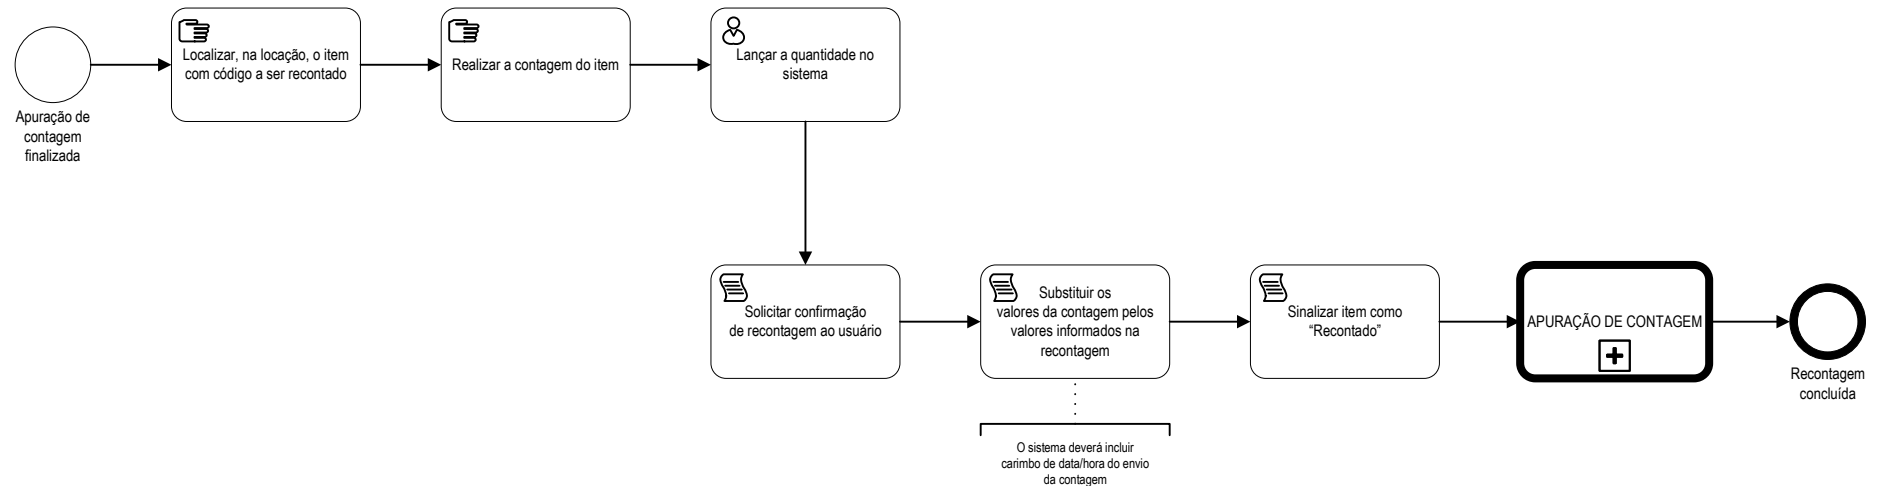 Apuração de
contagem
finalizada
Localizar, na locação, o item
com código a ser recontado
Realizar a contagem do item
Lançar a quantidade no
sistema
Solicitar confirmação
de recontagem ao usuário
Substituir os
valores da contagem pelos
valores informados na
recontagem
O sistema deverá incluir
carimbo de data/hora do envio
da contagem
Sinalizar item como
“Recontado”
APURAÇÃO DE CONTAGEM
Recontagem
concluída